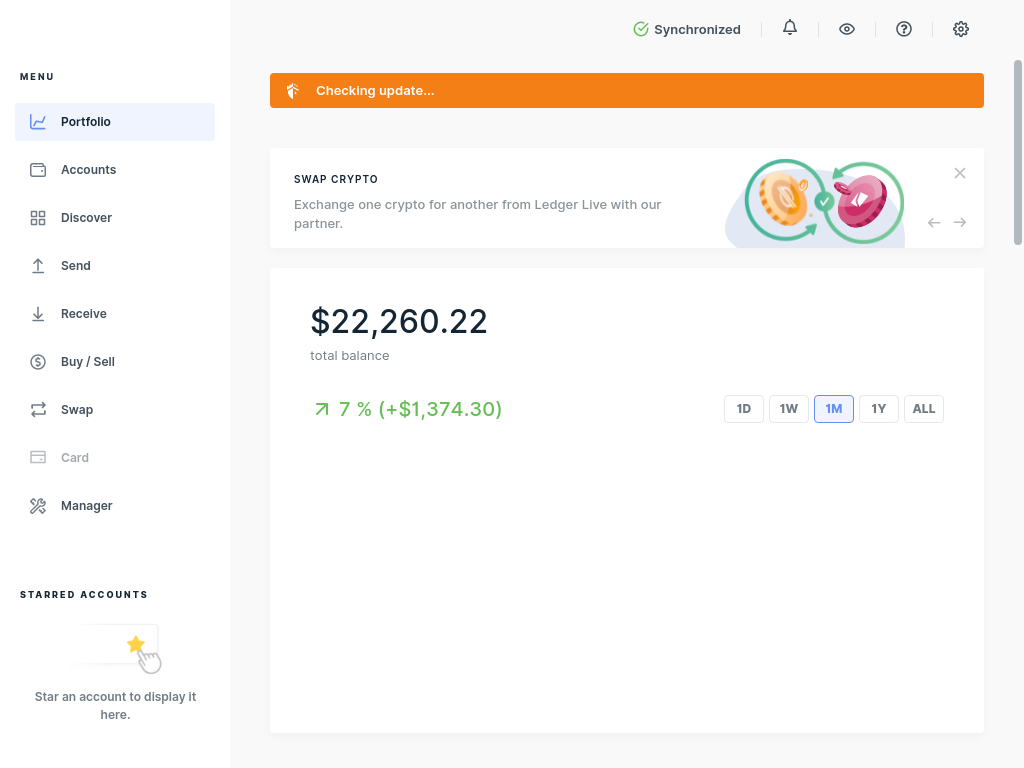 Synchronized
MENU
Portfolio
Accounts
Discover
Send
Receive
Buy / Sell
Swap
Card
Manager
STARRED ACCOUNTS
Star an account to display it
here.
Checking update...
SWAP CRYPTO
Exchange one crypto for another from Ledger Live with our
partner.
$22,260.22
total balance
7 % (+$1,374.30)
1D 1W 1M 1Y ALL